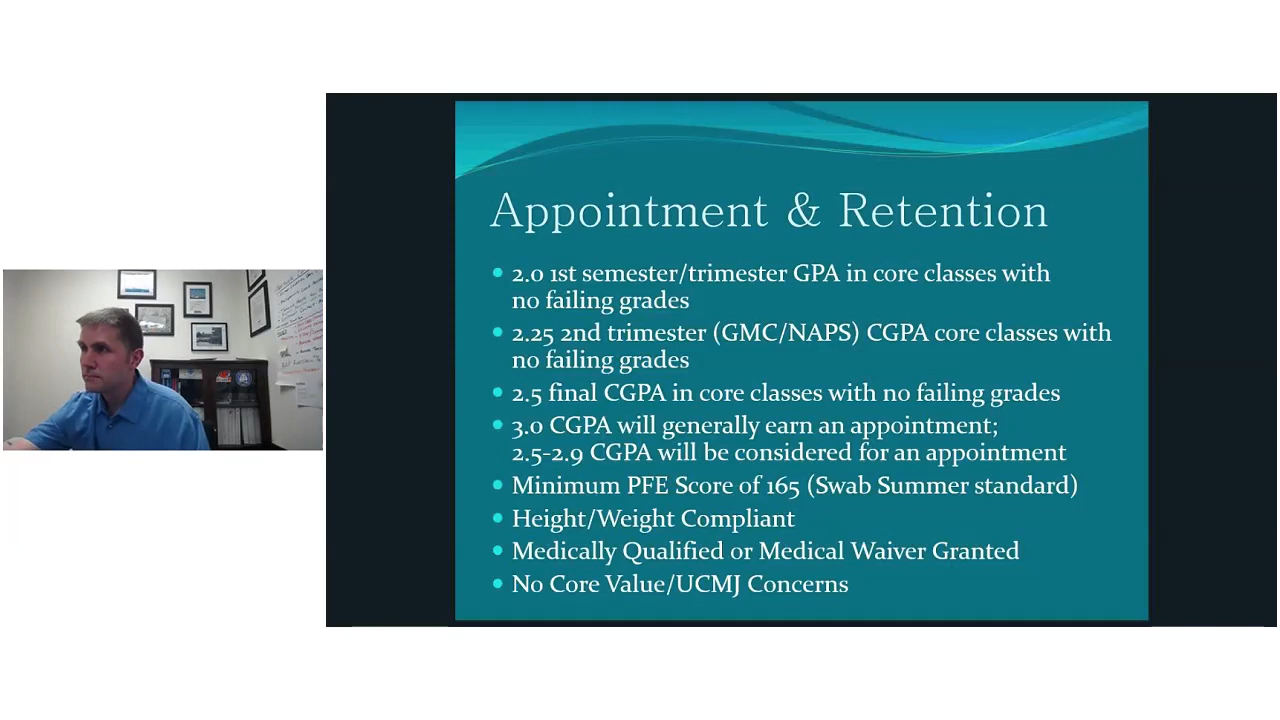 Appointment & Retention
• 2.0 1st semester/trimester GPA in core classes with
no failing grades
• 2.25 2nd trimester (GMC/NAPS) CGPA core classes with
no failing grades
• 2.5 final CGPA in core classes with no failing grades
• 3.0 CGPA will generally earn an appointment;
2.5-2.9 CGPA will be considered for an appointment
• Minimum PFE Score of 165 (Swab Summer standard)
• Height/Weight Compliant
• Medically Qualified or Medical Waiver Granted
• No Core Value/UCMJ Concerns